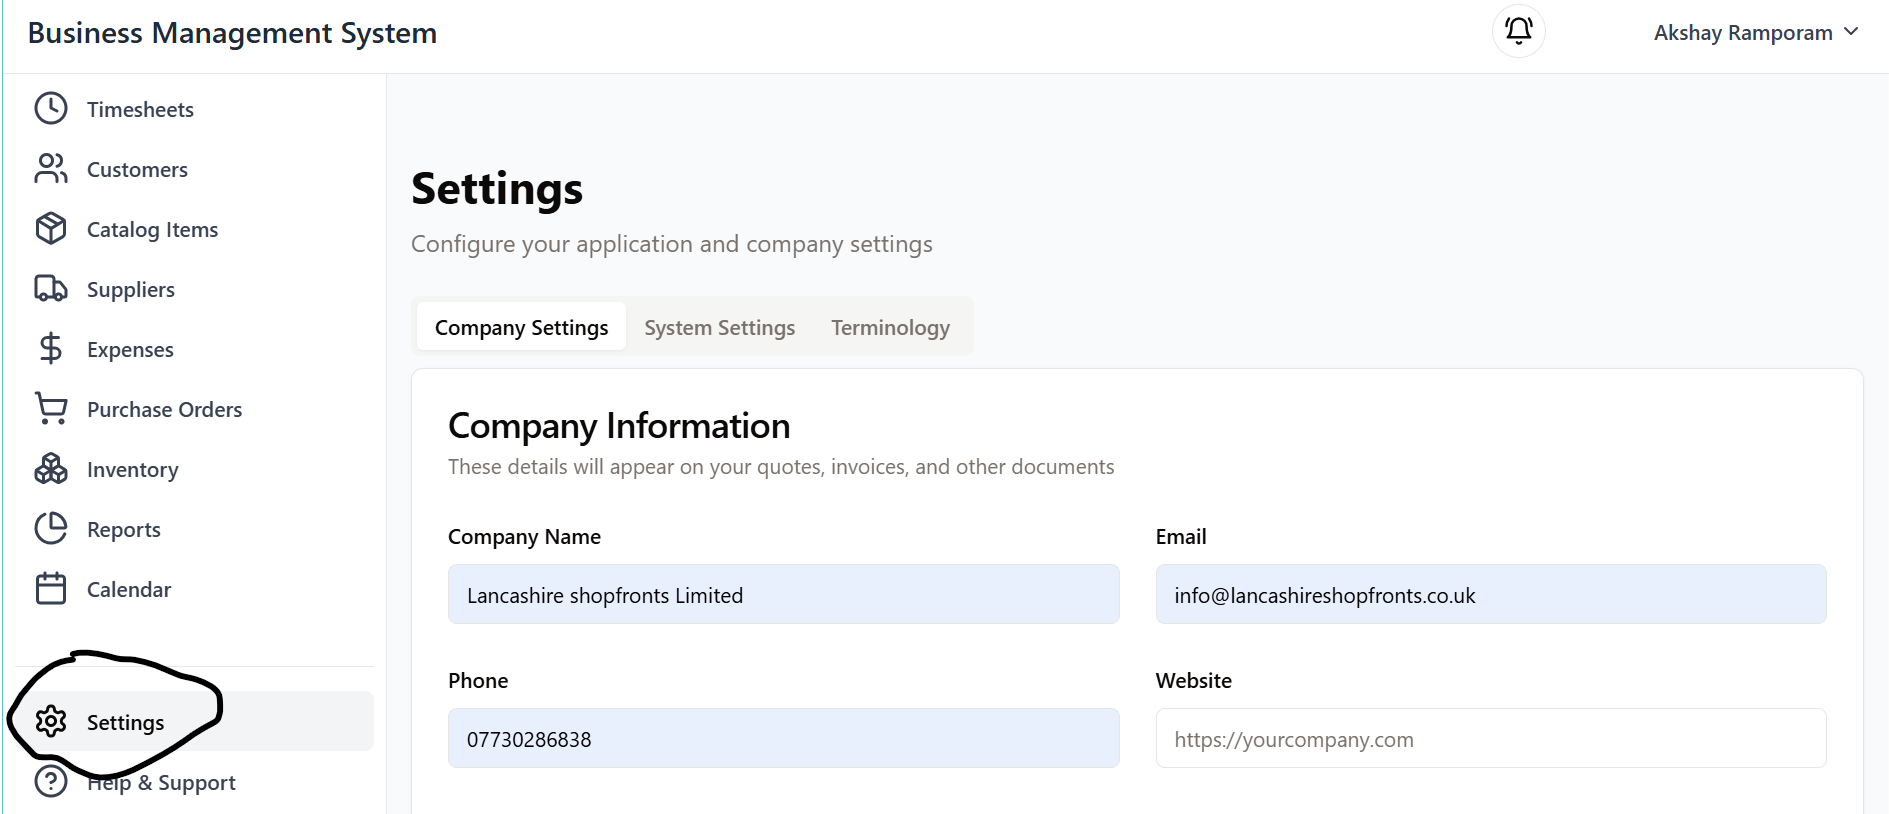 Business Management System
Akshay Ramporam
Timesheets
Customers
Catalog Items
Suppliers
Expenses
Purchase Orders
Inventory
Reports
Calendar
Settings
Help & Support
Settings
Configure your application and company settings
Company Settings System Settings Terminology
Company Information
These details will appear on your quotes, invoices, and other documents
Company Name
Lancashire shopfronts Limited
Email
info@lancashireshopfronts.co.uk
Phone
07730286838
Website
https://yourcompany.com